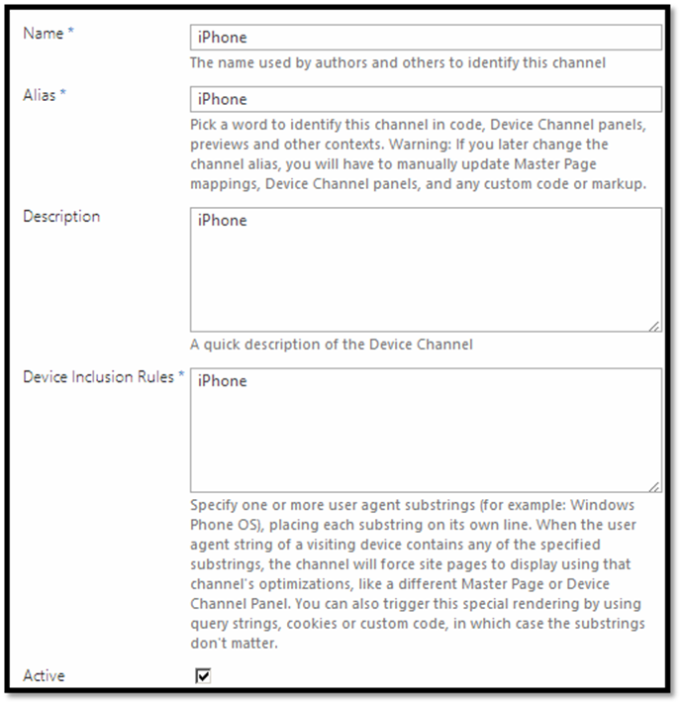 Name * iPhone
The name used by authors and others to identify this channel
Alias * iPhone
Pick a word to identify this channel in code, Device Channel panels,
previews and other contexts. Warning: If you later change the
channel alias, you will have to manually update Master Page
mappings, Device Channel panels, and any custom code or markup.
Description iPhone
A quick description of the Device Channel
Device Inclusion Rules * iPhone
Specify one or more user agent substrings (for example: Windows
Phone OS), placing each substring on its own line. When the user
agent string of a visiting device contains any of the specified
substrings, the channel will force site pages to display using that
channel's optimizations, like a different Master Page or Device
Channel Panel. You can also trigger this special rendering by using
query strings, cookies or custom code, in which case the substrings
don't matter.
Active